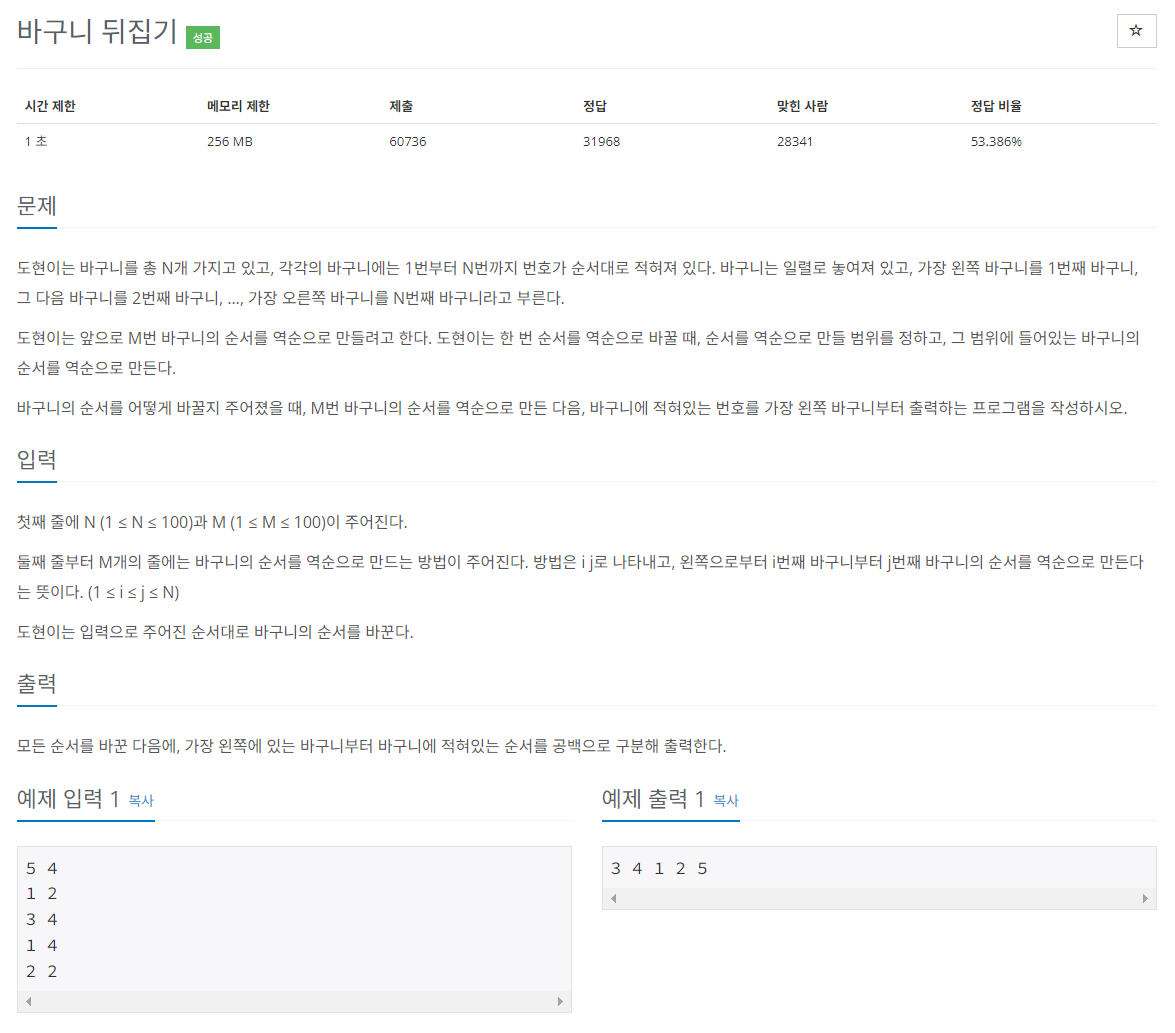 바구니 뒤집기 성공
☆
시간 제한 메모리 제한 제출 정답 맞힌 사람 정답 비율
1 초 256 MB 60736 31968 28341 53.386%
문제
도현이는 바구니를 총 N개 가지고 있고, 각각의 바구니에는 1번부터 N번까지 번호가 순서대로 적혀져 있다. 바구니는 일렬로 놓여져 있고, 가장 왼쪽 바구니를 1번째 바구니,
그 다음 바구니를 2번째 바구니, ..., 가장 오른쪽 바구니를 N번째 바구니라고 부른다.
도현이는 앞으로 M번 바구니의 순서를 역순으로 만들려고 한다. 도현이는 한 번 순서를 역순으로 바꿀 때, 순서를 역순으로 만들 범위를 정하고, 그 범위에 들어있는 바구니의
순서를 역순으로 만든다.
바구니의 순서를 어떻게 바꿀지 주어졌을 때, M번 바구니의 순서를 역순으로 만든 다음, 바구니에 적혀있는 번호를 가장 왼쪽 바구니부터 출력하는 프로그램을 작성하시오.
입력
첫째 줄에 N (1 ≤ N ≤ 100)과 M (1 ≤ M ≤ 100)이 주어진다.
둘째 줄부터 M개의 줄에는 바구니의 순서를 역순으로 만드는 방법이 주어진다. 방법은 i j로 나타내고, 왼쪽으로부터 i번째 바구니부터 j번째 바구니의 순서를 역순으로 만든다
는 뜻이다. (1 ≤ i ≤ j ≤ N)
도현이는 입력으로 주어진 순서대로 바구니의 순서를 바꾼다.
출력
모든 순서를 바꾼 다음에, 가장 왼쪽에 있는 바구니부터 바구니에 적혀있는 순서를 공백으로 구분해 출력한다.
예제 입력 1 복사
5 4
1 2
3 4
1 4
2 2
예제 출력 1 복사
3 4 1 2 5